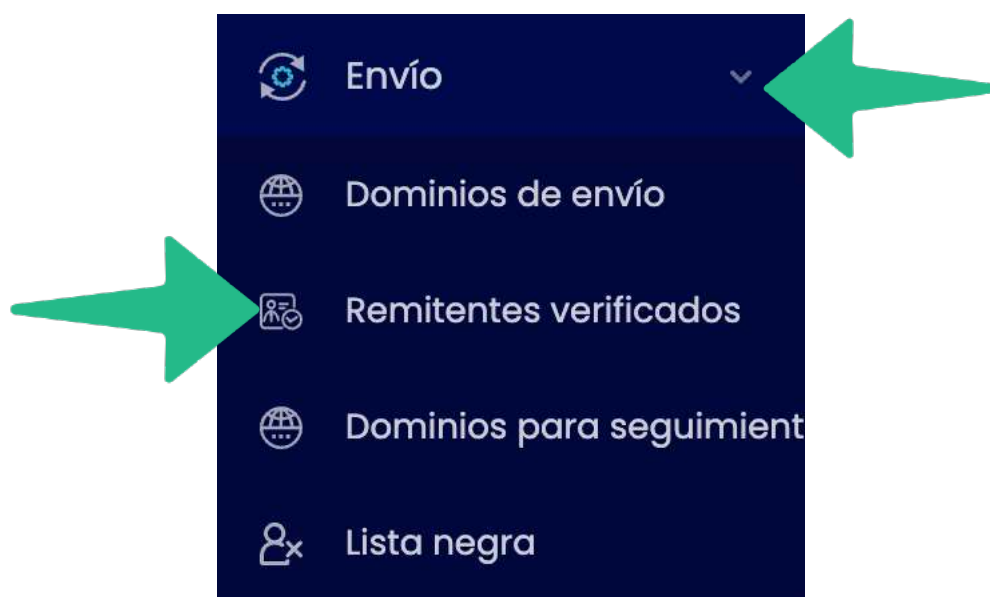 Envío
Dominios de envío
Remitentes verificados
Dominios para seguimient
Lista negra